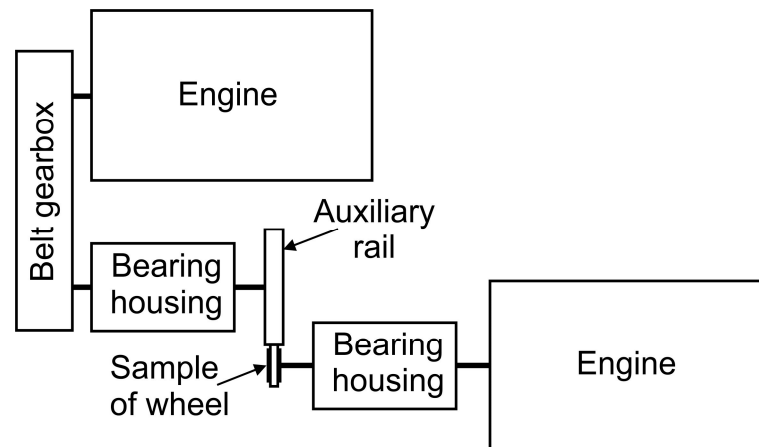 Engine
Belt gearbox
Auxiliary
rail
Bearing
housing
Bearing
housing
Engine
Sample
of wheel